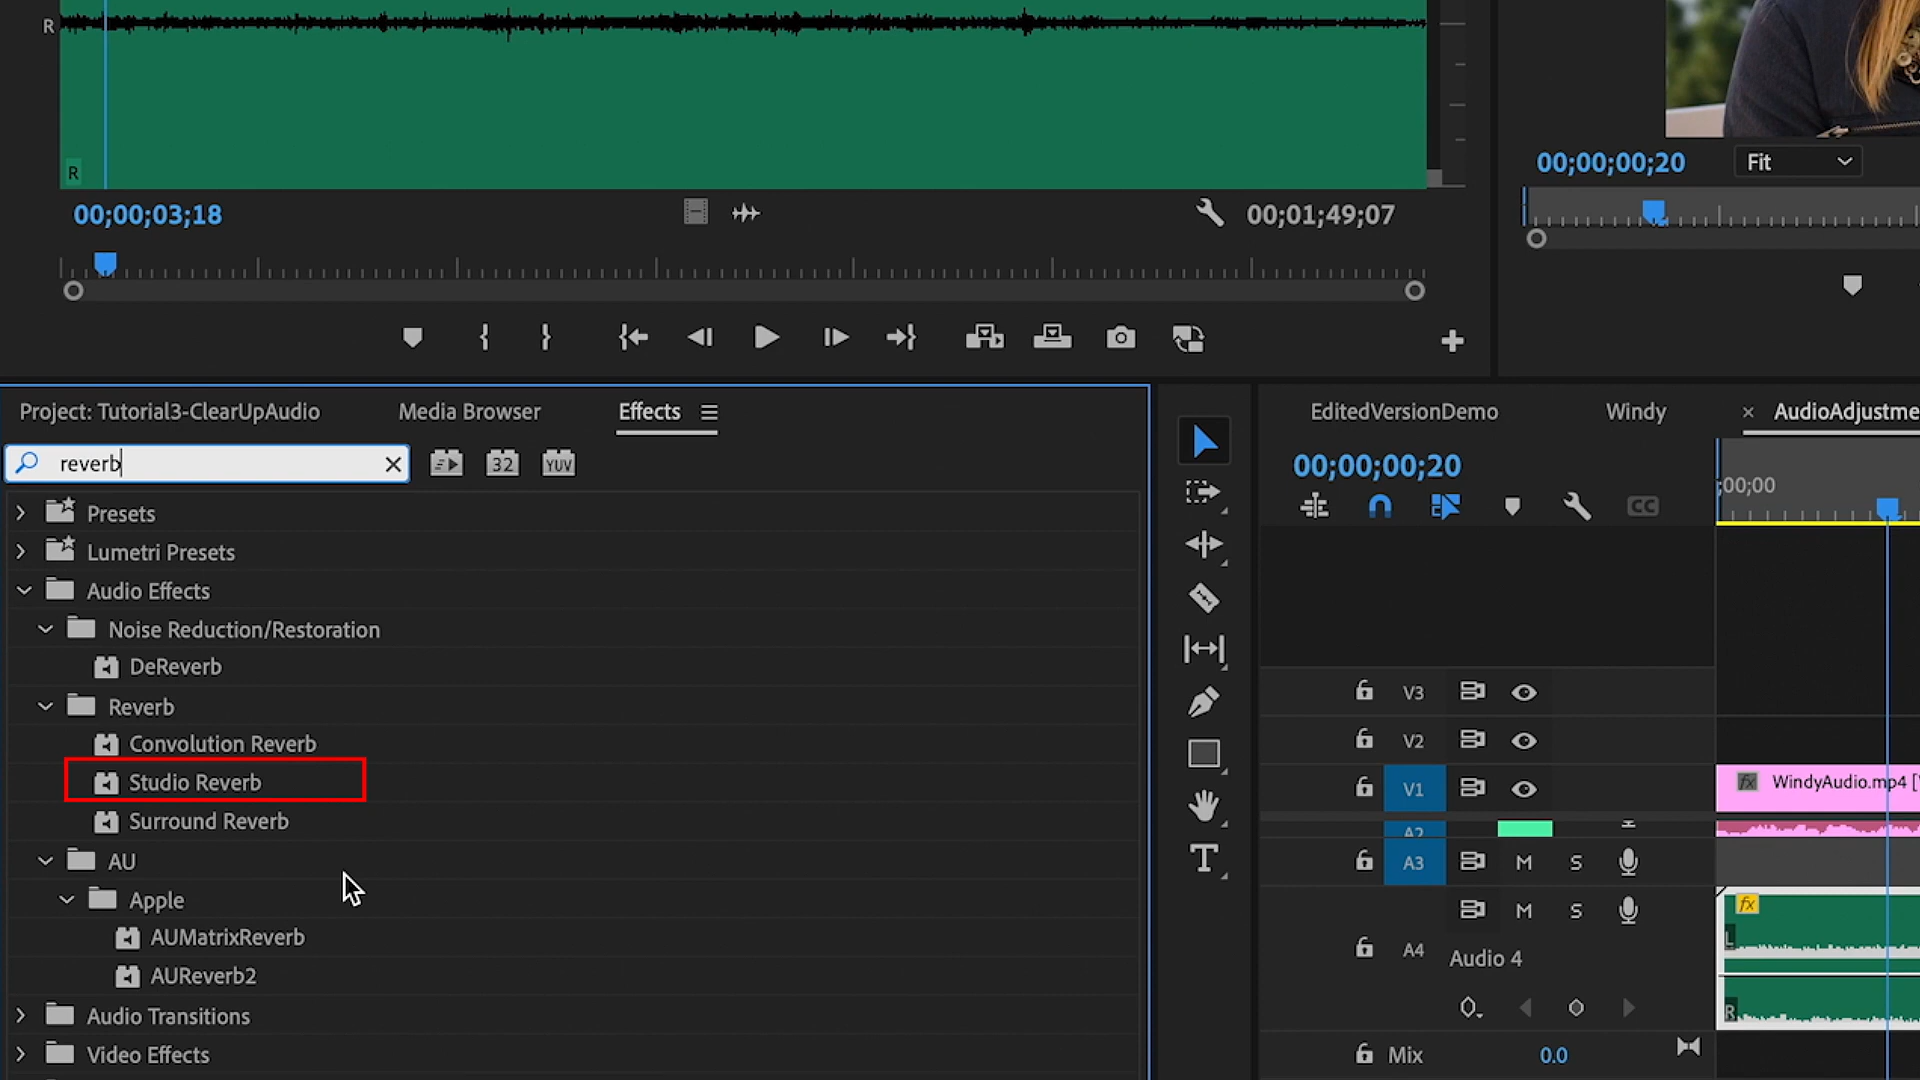 R
R
00;00;03;18
00;01;49;07
00;00;00;20
Fit
Project: Tutorial3-ClearUpAudio
Media Browser
Effects
reverb
32
YUV
Presets
Lumetri Presets
Audio Effects
Noise Reduction/Restoration
DeReverb
Reverb
Convolution Reverb
Studio Reverb
Surround Reverb
AU
Apple
AUMatrixReverb
AUReverb2
Audio Transitions
Video Effects
EditedVersionDemo
Windy
AudioAdjustme
00;00;00;20
;00;00
CC
V3
V2
V1
fx WindyAudio.mp4 [
A2
A3 M S
M S
fx
L
A4 Audio 4
R
Mix 0.0